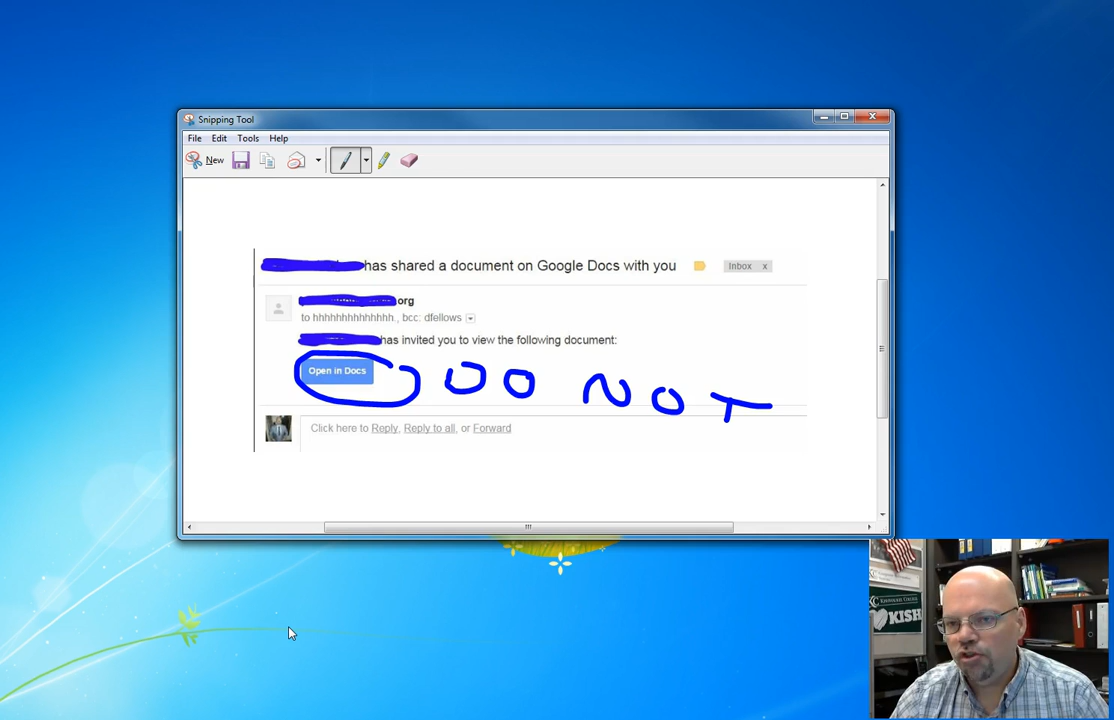 Snipping Tool
File Edit Tools Help
New
has shared a document on Google Docs with you Inbox x
.org
to hhhhhhhhhhhhhh., bcc: dfellows
has invited you to view the following document:
Open in Docs DO NOT
Click here to Reply, Reply to all, or Forward
KISH